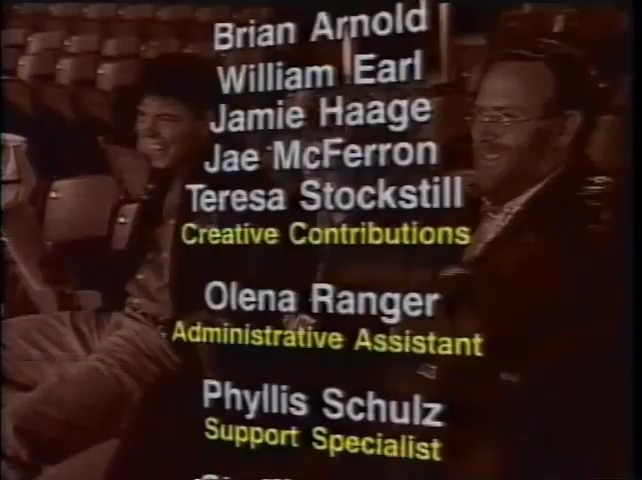 Brian Arnold
William Earl
Jamie Haage
Jae McFerron
Teresa Stockstill
Creative Contributions
Olena Ranger
Administrative Assistant
Phyllis Schulz
Support Specialist